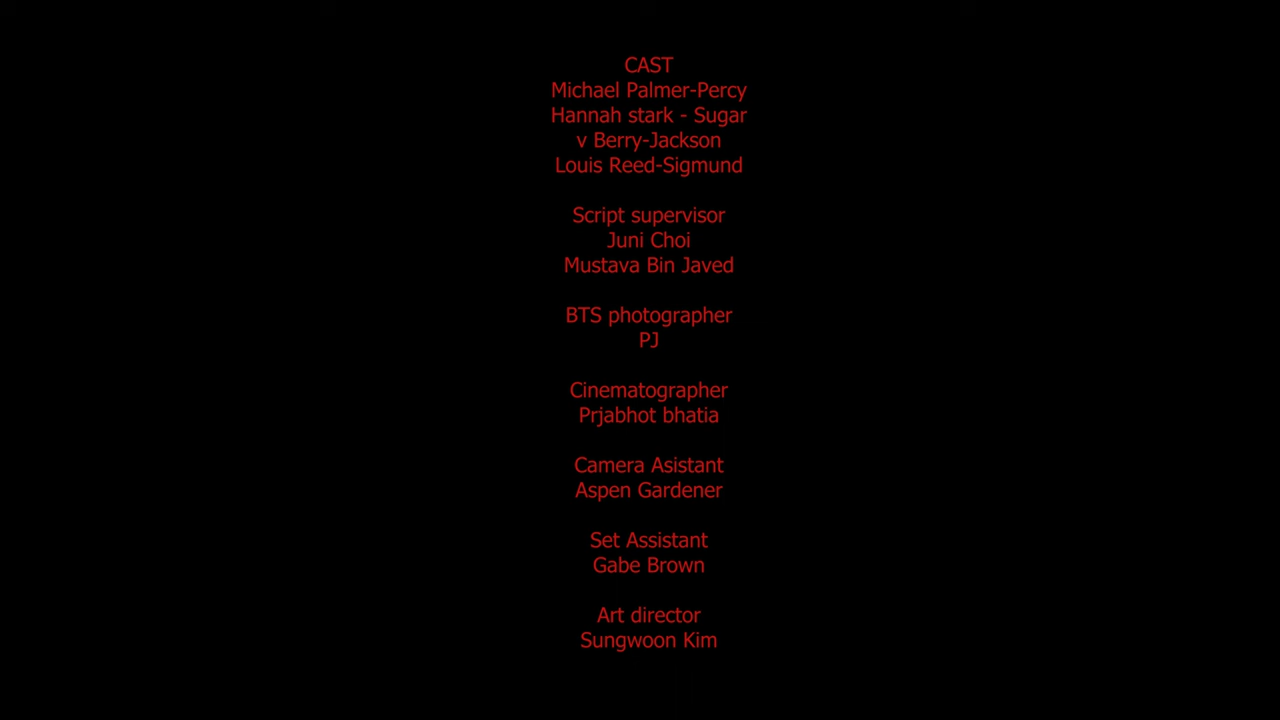 CAST
Michael Palmer-Percy
Hannah stark - Sugar
v Berry-Jackson
Louis Reed-Sigmund
Script supervisor
Juni Choi
Mustava Bin Javed
BTS photographer
PJ
Cinematographer
Prjabhot bhatia
Camera Asistant
Aspen Gardener
Set Assistant
Gabe Brown
Art director
Sungwoon Kim